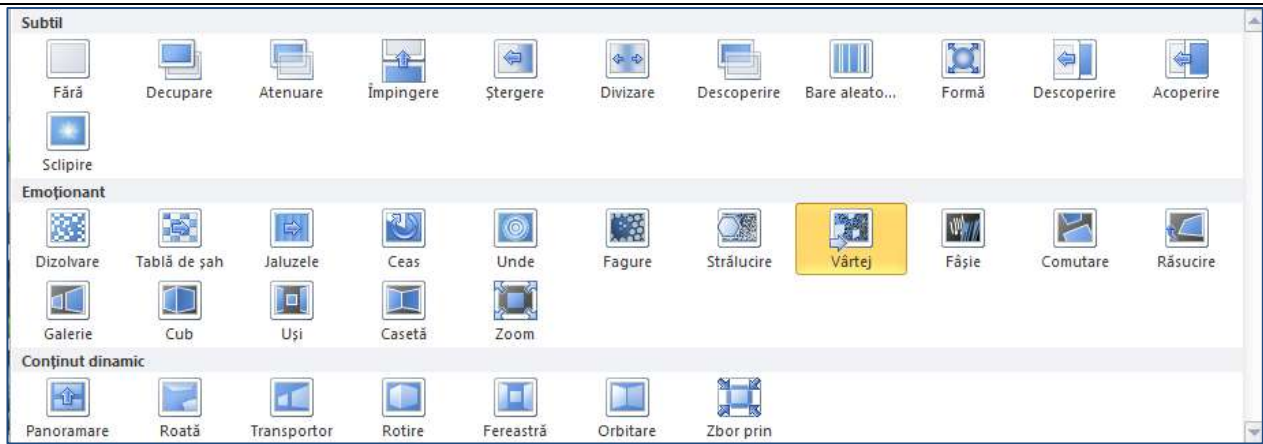 Subtil
Fără Decupare Atenuare Împingere Ștergere Divizare Descoperire Bare aleato... Formă Descoperire Acoperire
Sclipire
Emoționant
Dizolvare Tablă de șah Jaluzele Ceas Unde Fagure Strălucire Vârtej Fâșie Comutare Răsucire
Galerie Cub Uși Casetă Zoom
Conținut dinamic
Panoramare Roată Transportor Rotire Fereastră Orbitare Zbor prin